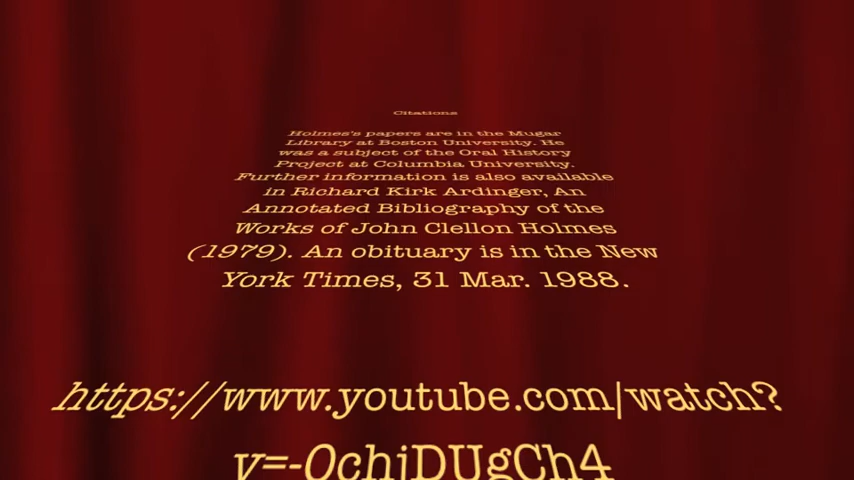 Citations
Holmes's papers are in the Mugar
Library at Boston University. He
was a subject of the Oral History
Project at Columbia University.
Further information is also available
in Richard Kirk Ardinger, An
Annotated Bibliography of the
Works of John Clellon Holmes
(1979). An obituary is in the New
York Times, 31 Mar. 1988.
https://www.youtube.com/watch?
v=-OchjDUgCh4